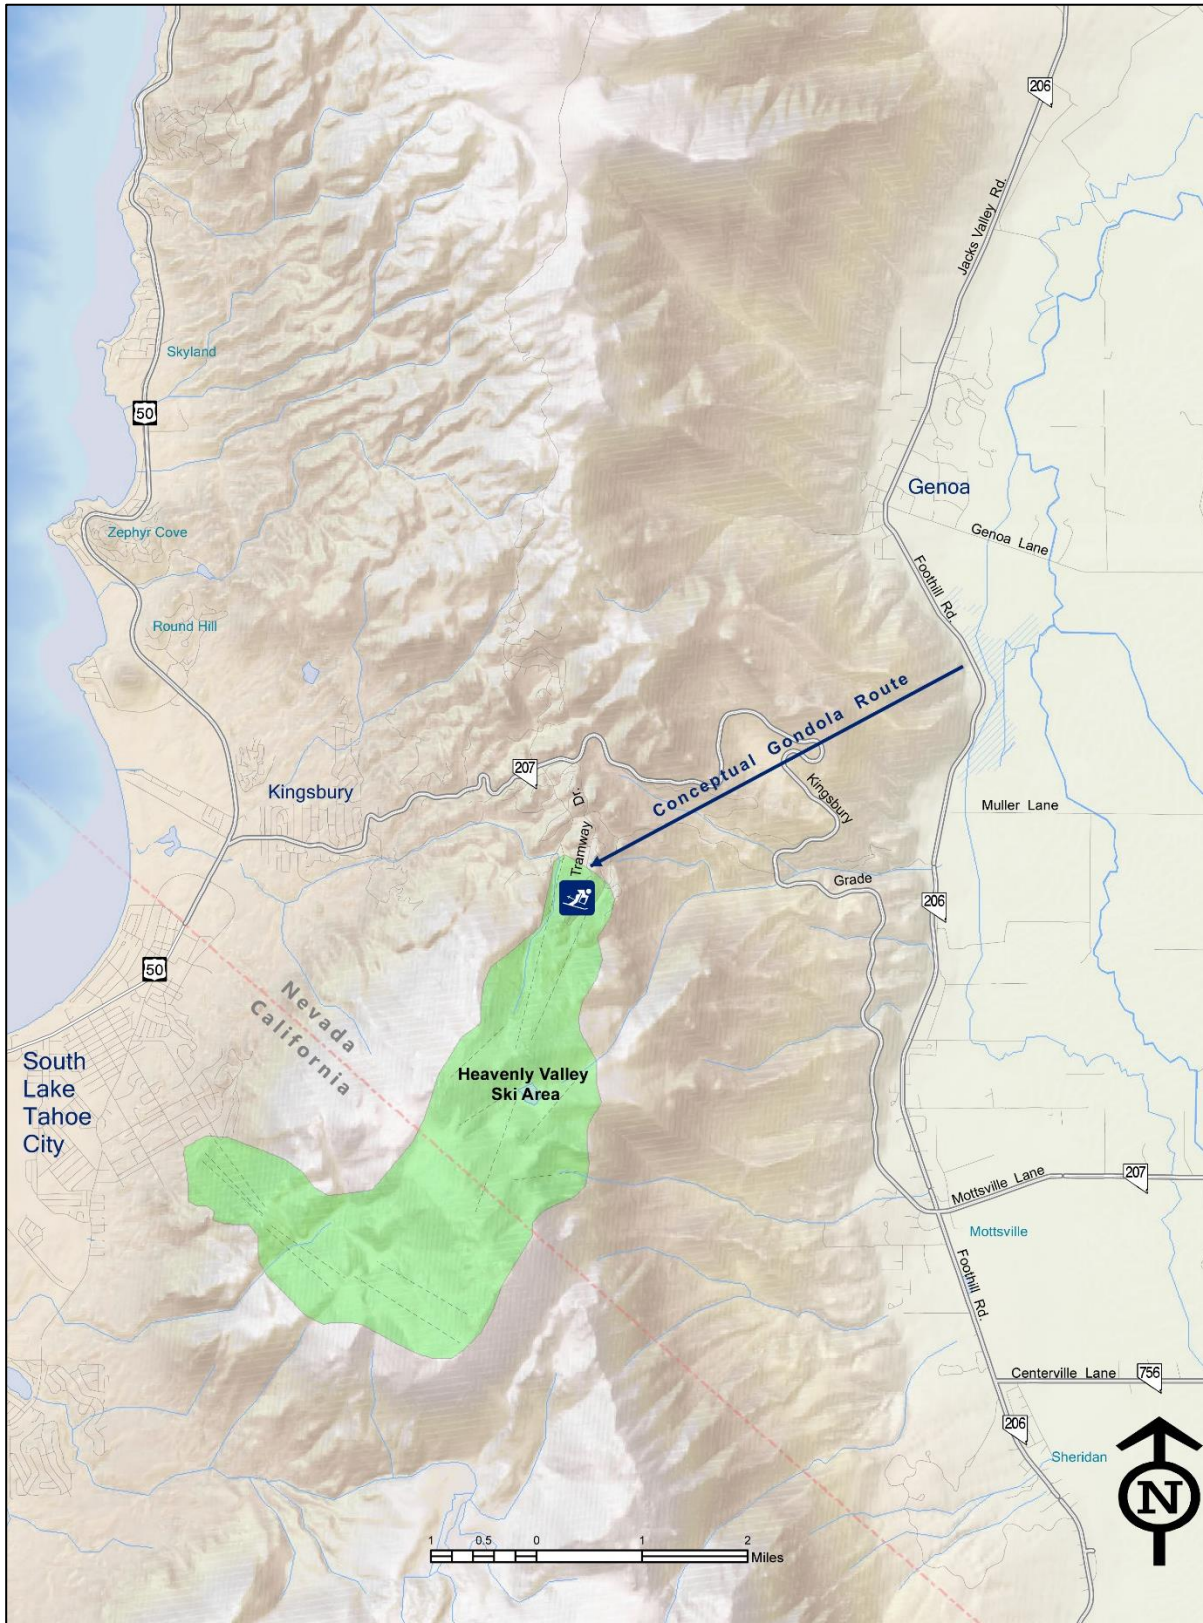 206
Jacks Valley Rd.
Skyland
50
Genoa
Zephyr Cove
Genoa Lane
Foothill Rd.
Round Hill
Conceptual Gondola Route
207
Kingsbury
Dr.
Tramway
Kingsbury
Muller Lane
Grade
206
50
Nevada
California
South
Lake
Tahoe
City
Heavenly Valley
Ski Area
Mottsville Lane
207
Mottsville
Foothill Rd.
Centerville Lane
756
206
Sheridan
N
1 0.5 0 1 2
Miles